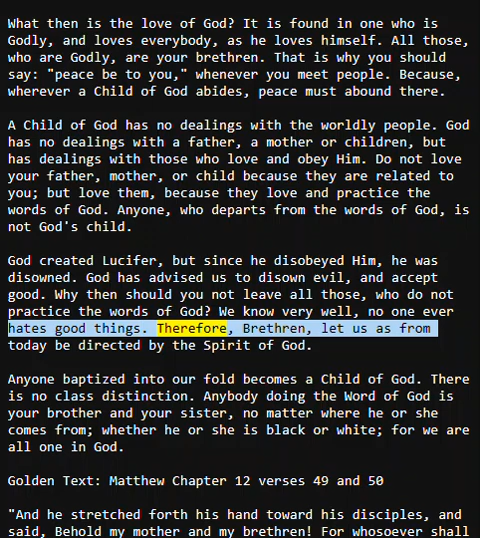 What then is the love of God? It is found in one who is
Godly, and loves everybody, as he loves himself. All those,
who are Godly, are your brethren. That is why you should
say: "peace be to you," whenever you meet people. Because,
wherever a Child of God abides, peace must abound there.
A Child of God has no dealings with the worldly people. God
has no dealings with a father, a mother or children, but
has dealings with those who love and obey Him. Do not love
your father, mother, or child because they are related to
you; but love them, because they love and practice the
words of God. Anyone, who departs from the words of God, is
not God's child.
God created Lucifer, but since he disobeyed Him, he was
disowned. God has advised us to disown evil, and accept
good. Why then should you not leave all those, who do not
practice the words of God? We know very well, no one ever
hates good things. Therefore, Brethren, let us as from
today be directed by the Spirit of God.
Anyone baptized into our fold becomes a Child of God. There
is no class distinction. Anybody doing the Word of God is
your brother and your sister, no matter where he or she
comes from; whether he or she is black or white; for we are
all one in God.
Golden Text: Matthew Chapter 12 verses 49 and 50
"And he stretched forth his hand toward his disciples, and
said, Behold my mother and my brethren! For whosoever shall